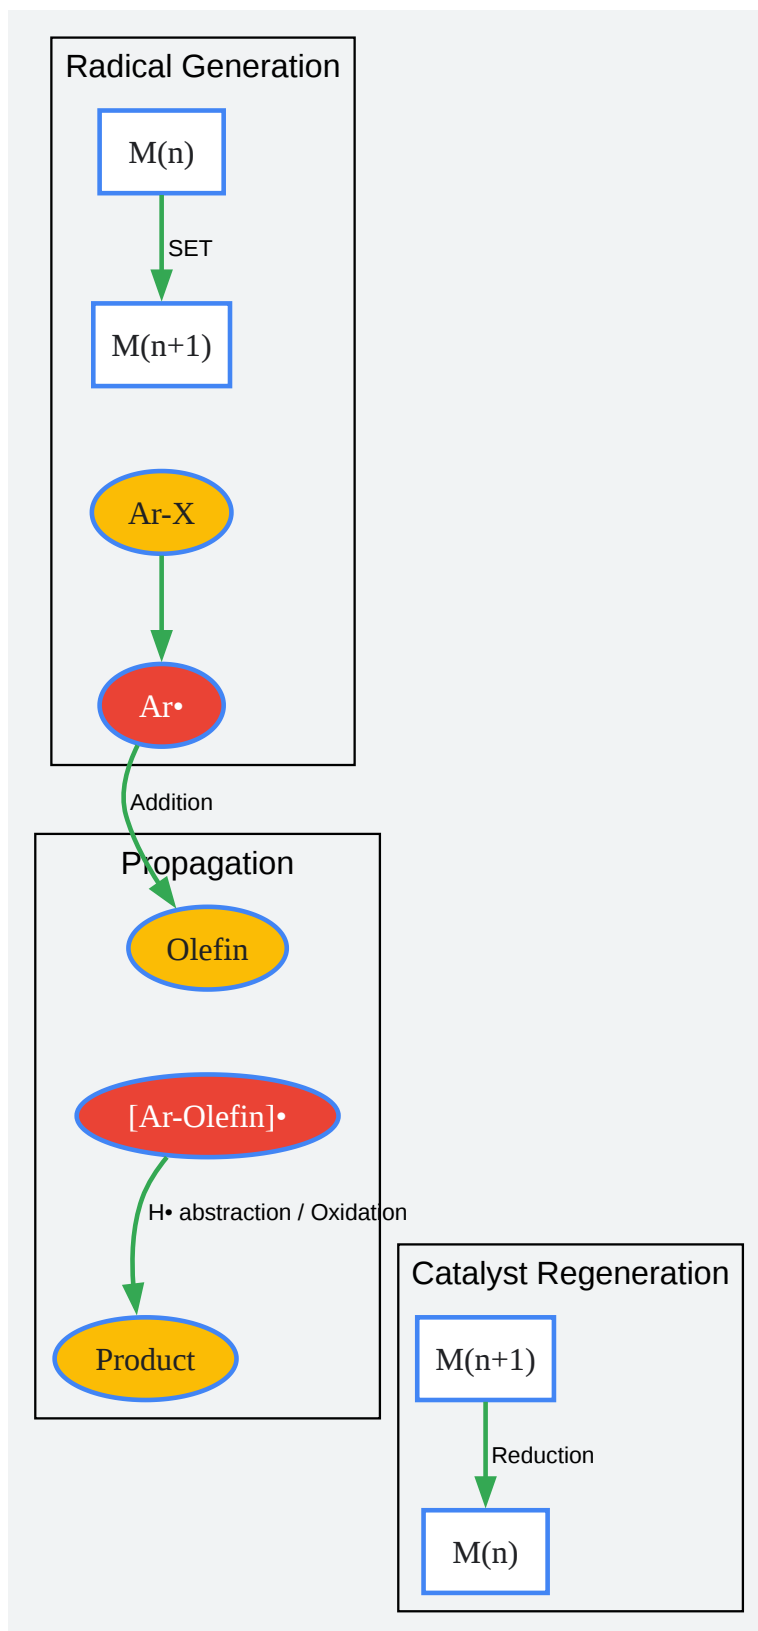 Radical Generation
M(n)
SET
M(n+1)
Ar-X
Ar•
Addition
Propagation
Olefin
[Ar-Olefin]•
H• abstraction / Oxidation
Product
Catalyst Regeneration
M(n+1)
Reduction
M(n)